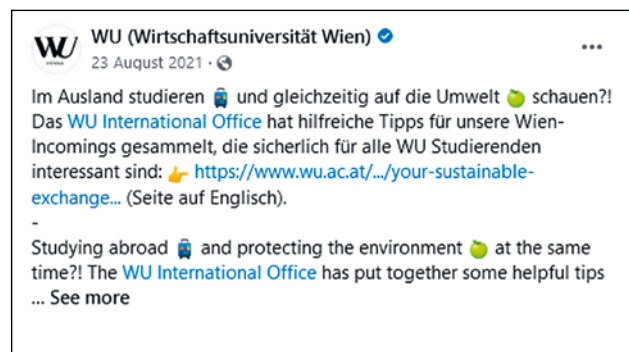 WU
VIENNA
WU (Wirtschaftsuniversität Wien)
23 August 2021 ·
Im Ausland studieren 🧳 und gleichzeitig auf die Umwelt 🍏 schauen?!
Das WU International Office hat hilfreiche Tipps für unsere Wien-
Incomings gesammelt, die sicherlich für alle WU Studierenden
interessant sind: 👉 https://www.wu.ac.at/.../your-sustainable-
exchange... (Seite auf Englisch).
-
Studying abroad 🧳 and protecting the environment 🍏 at the same
time?! The WU International Office has put together some helpful tips
... See more